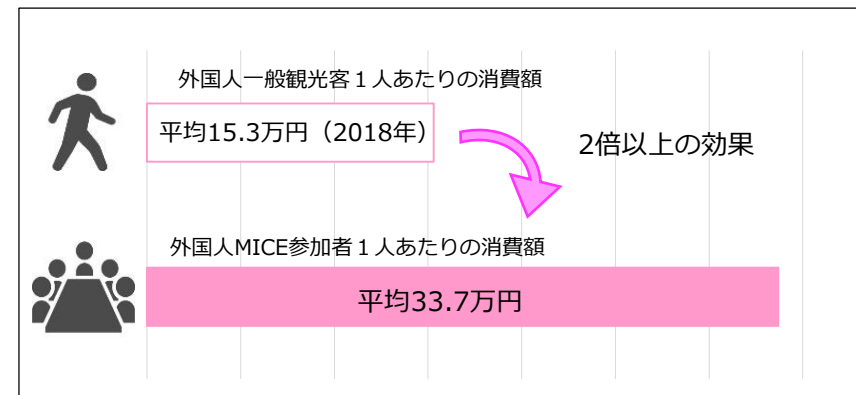 外国人一般観光客１人あたりの消費額
平均15.3万円（2018年）
2倍以上の効果
外国人MICE参加者１人あたりの消費額
平均33.7万円